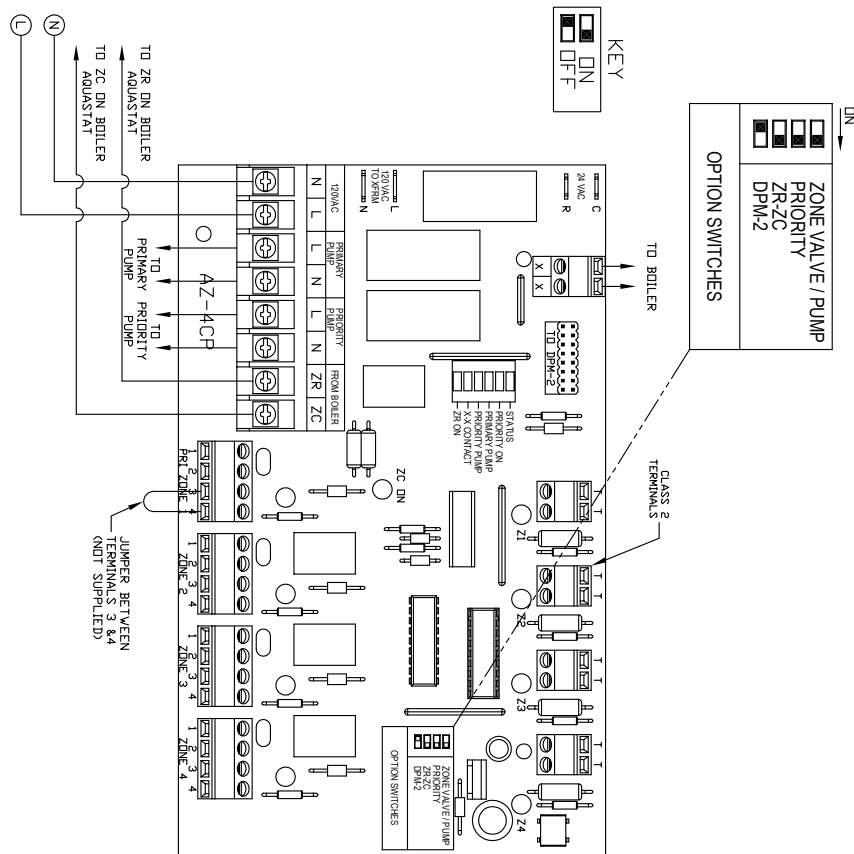 KEY
ON
OFF
ON
ZONE VALVE / PUMP
PRIORITY
ZR-ZC
DPM-2
OPTION SWITCHES
L
N
TO ZR ON BOILER
AQUASTAT
TO ZC ON BOILER
AQUASTAT
TO BOILER
X X
24 VAC
C
R
120VAC
TO XFRM
L
N
120VAC
N
L
PRIMARY
PUMP
L
N
PRIORITY
PUMP
L
N
FROM BOILER
ZR
ZC
TO
PRIMARY
PUMP
TO
PRIORITY
PUMP
AZ-4CP
TO DPM-2
STATUS
PRIORITY ON
PRIMARY PUMP
PRIORITY PUMP
X-X CONTACT
ZR ON
ZC ON
CLASS 2
TERMINALS
T T
Z1
T T
Z2
T T
Z3
T T
Z4
1 2 3 4
PRI ZONE 1
1 2 3 4
ZONE 2
1 2 3 4
ZONE 3
1 2 3 4
ZONE 4
JUMPER BETWEEN
TERMINALS 3 &4
(NOT SUPPLIED)
ZONE VALVE / PUMP
PRIORITY
ZR-ZC
DPM-2
OPTION SWITCHES